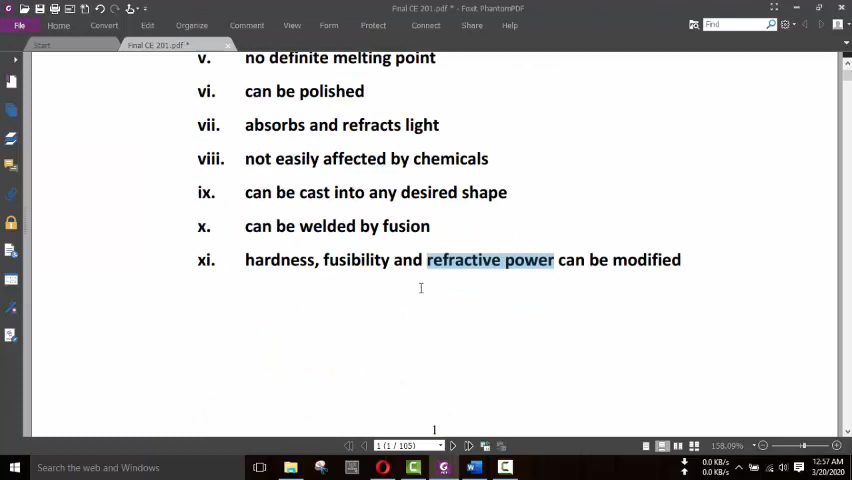 Final CE 201.pdf * - Foxit PhantomPDF
File Home Convert Edit Organize Comment View Form Protect Connect Share Help
Find
Start Final CE 201.pdf *
v. no definite melting point
vi. can be polished
vii. absorbs and refracts light
viii. not easily affected by chemicals
ix. can be cast into any desired shape
x. can be welded by fusion
xi. hardness, fusibility and refractive power can be modified
1
1 (1 / 105)
158.09%
Search the web and Windows
0.0 KB/s
0.0 KB/s
12:57 AM
3/20/2020